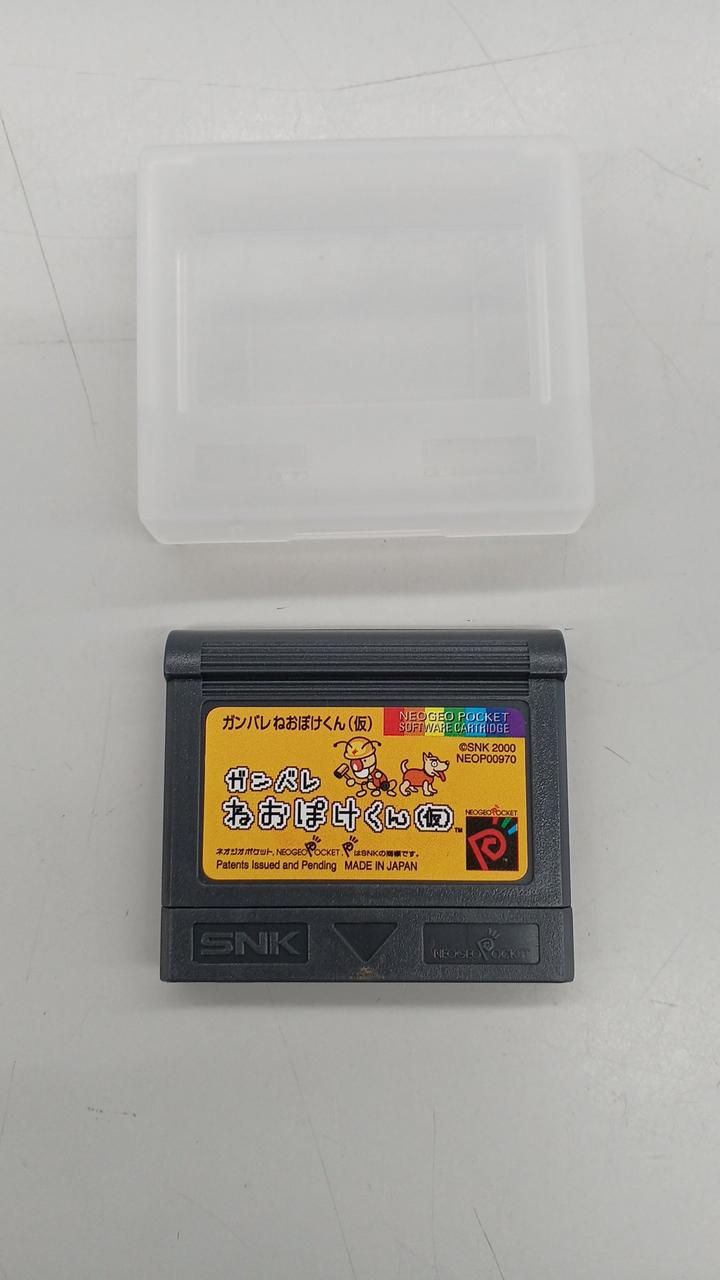 ガンバレ ねおぽけくん(仮)
NEOGEO POCKET
SOFTWARE CARTRIDGE
©SNK 2000
NEOP00970
ガンバレ
ねおぽけくん(仮)™
NEOGEO POCKET
ネオジオポケット, NEOGEO POCKET, P はSNKの商標です。
Patents Issued and Pending MADE IN JAPAN
SNK
NEOGEO POCKET